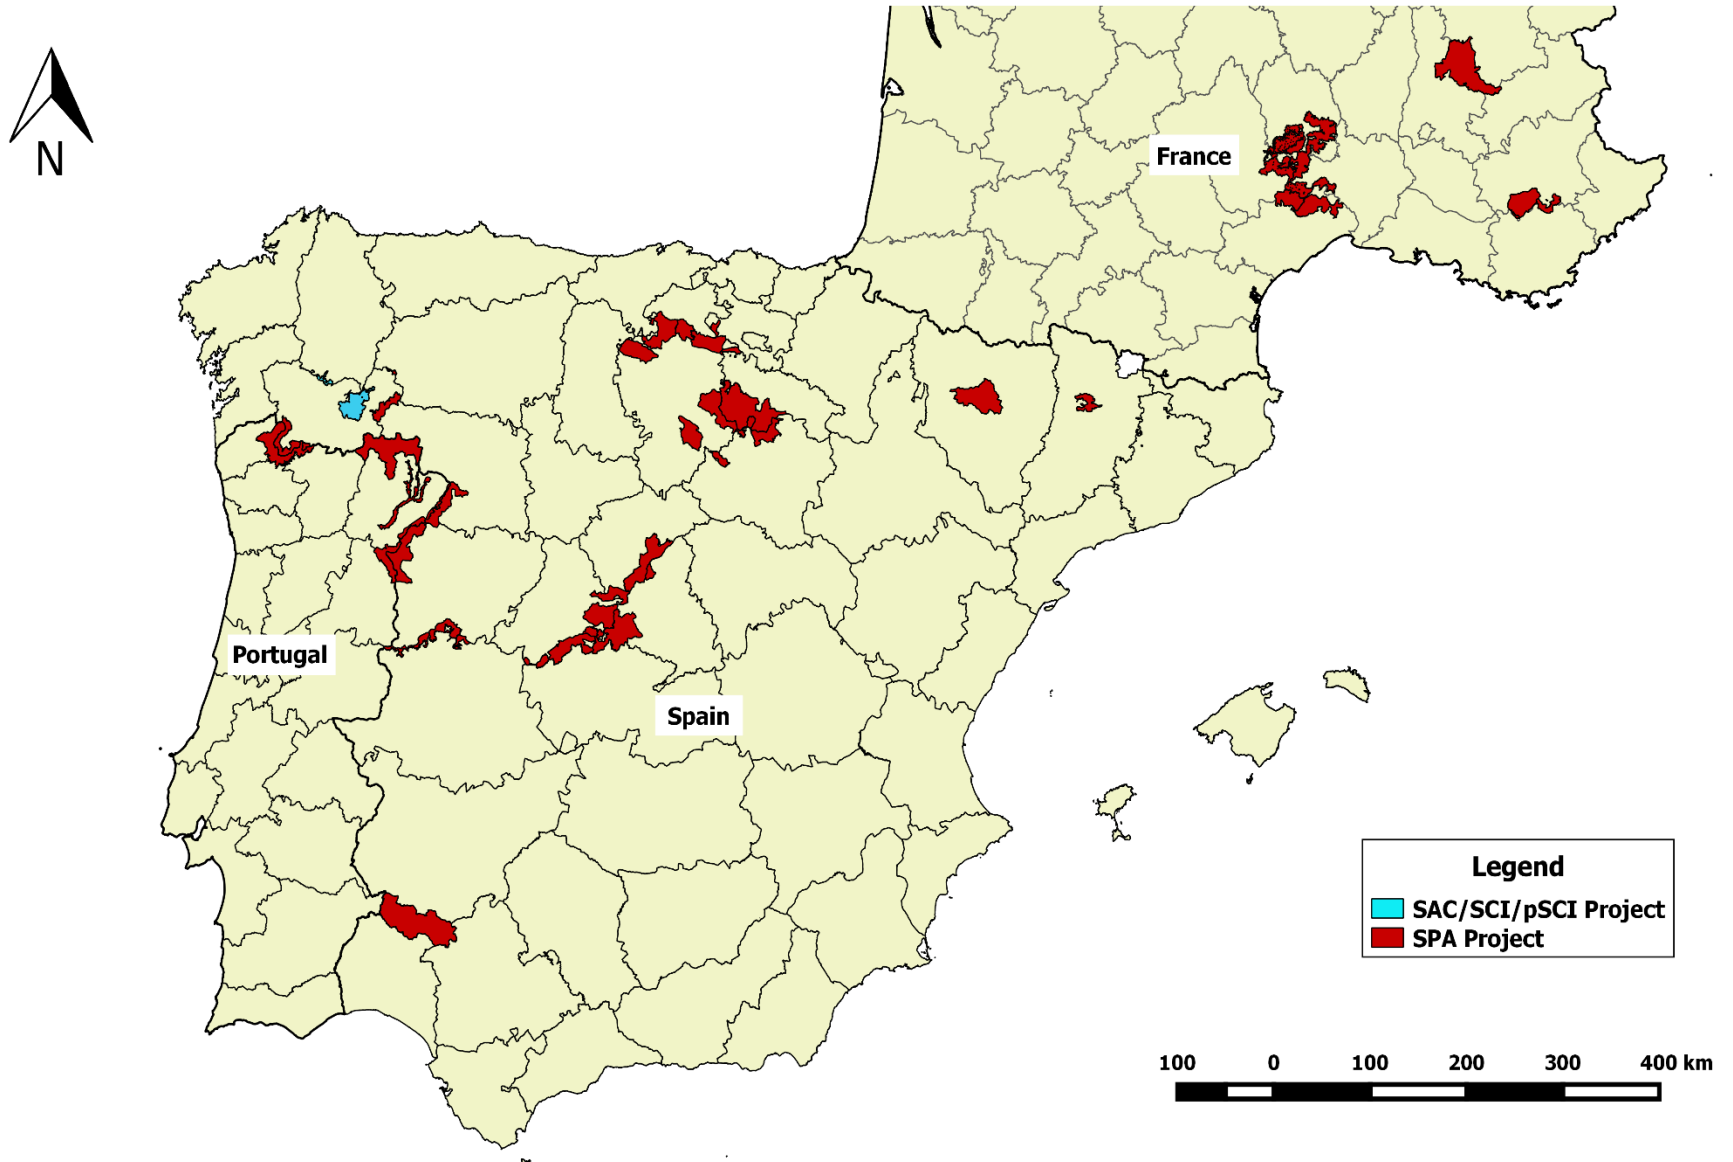 N
France
Portugal
Spain
Legend
SAC/SCI/pSCI Project
SPA Project
100 0 100 200 300 400 km